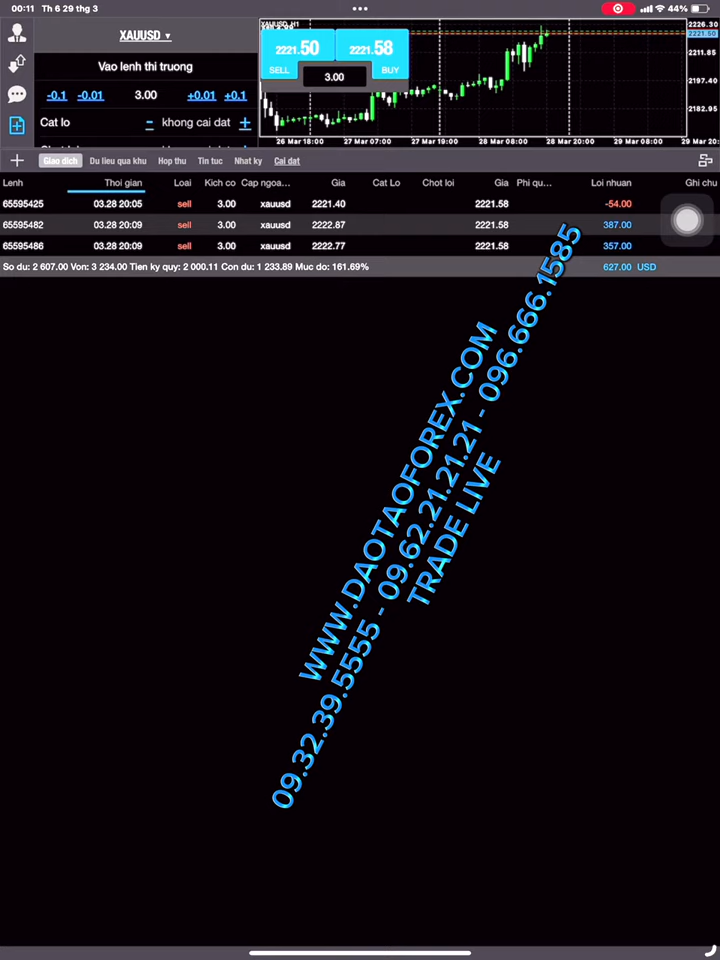 00:11 Th 6 29 thg 3 44%
XAUUSD
Vao lenh thi truong
-0.1 -0.01 3.00 +0.01 +0.1
Cat lo - khong cai dat +
2221.50 2221.58
SELL 3.00 BUY
2226.30
2221.50
2211.85
2197.40
2182.95
26 Mar 18:00 27 Mar 07:00 27 Mar 19:00 28 Mar 08:00 28 Mar 20:00 29 Mar 08:00 29 Mar 20:
+ Giao dich Du lieu qua khu Hop thu Tin tuc Nhat ky Cai dat
Lenh Thoi gian Loai Kich co Cap ngoa... Gia Cat Lo Chot loi Gia Phi qu... Loi nhuan Ghi chu
65595425 03.28 20:05 sell 3.00 xauusd 2221.40 2221.58 -54.00
65595482 03.28 20:09 sell 3.00 xauusd 2222.87 2221.58 387.00
65595486 03.28 20:09 sell 3.00 xauusd 2222.77 2221.58 357.00
So du: 2 607.00 Von: 3 234.00 Tien ky quy: 2 000.11 Con du: 1 233.89 Muc do: 161.69% 627.00 USD
WWW.DAOTAOFOREX.COM
09.32.39.5555 - 09.62.21.21.21 - 096.666.1585
TRADE LIVE